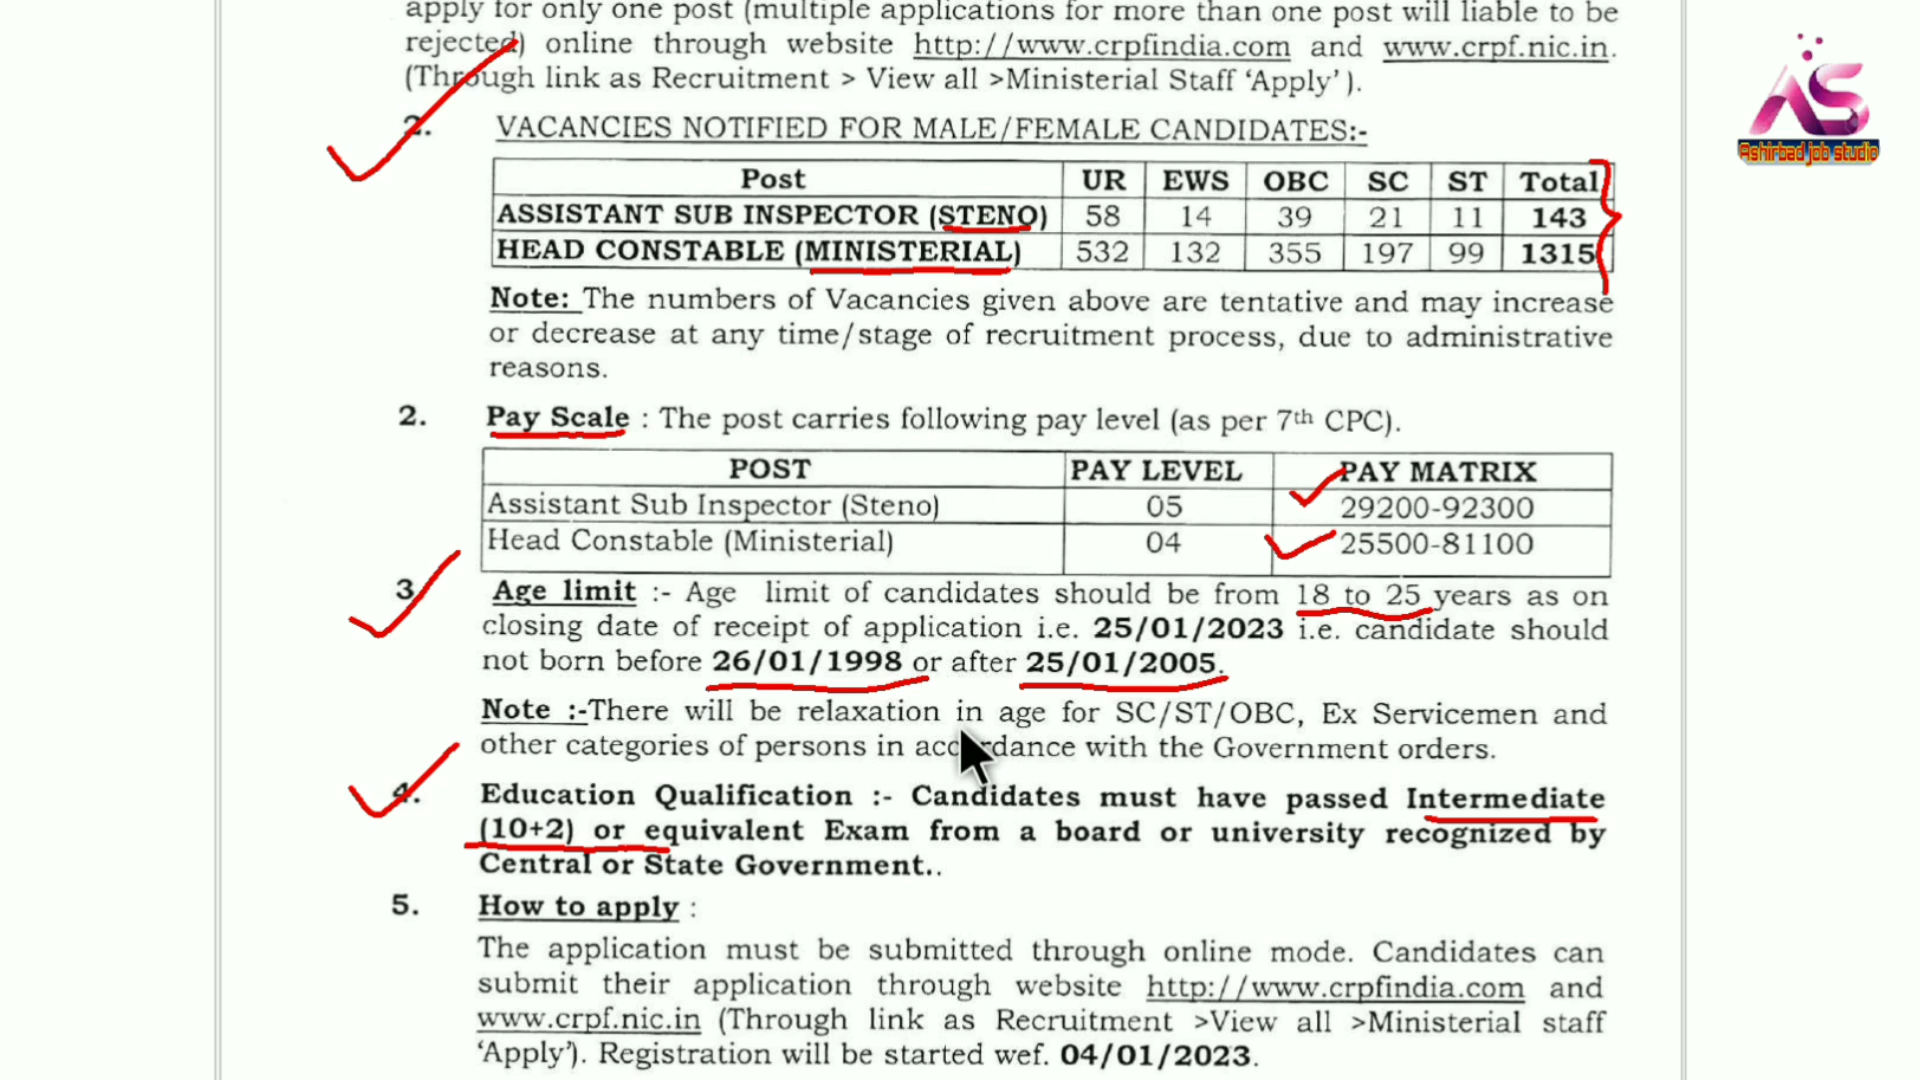 apply for only one post (multiple applications for more than one post will liable to be
rejected) online through website http://www.crpfindia.com and www.crpf.nic.in.
(Through link as Recruitment > View all >Ministerial Staff ‘Apply’ ).
2. VACANCIES NOTIFIED FOR MALE/FEMALE CANDIDATES:-
Post UR EWS OBC SC ST Total
ASSISTANT SUB INSPECTOR (STENO) 58 14 39 21 11 143
HEAD CONSTABLE (MINISTERIAL) 532 132 355 197 99 1315
Note: The numbers of Vacancies given above are tentative and may increase
or decrease at any time/stage of recruitment process, due to administrative
reasons.
2. Pay Scale : The post carries following pay level (as per 7th CPC).
POST PAY LEVEL PAY MATRIX
Assistant Sub Inspector (Steno) 05 29200-92300
Head Constable (Ministerial) 04 25500-81100
3. Age limit :- Age limit of candidates should be from 18 to 25 years as on
closing date of receipt of application i.e. 25/01/2023 i.e. candidate should
not born before 26/01/1998 or after 25/01/2005.
Note :-There will be relaxation in age for SC/ST/OBC, Ex Servicemen and
other categories of persons in accordance with the Government orders.
4. Education Qualification :- Candidates must have passed Intermediate
(10+2) or equivalent Exam from a board or university recognized by
Central or State Government..
5. How to apply :
The application must be submitted through online mode. Candidates can
submit their application through website http://www.crpfindia.com and
www.crpf.nic.in (Through link as Recruitment >View all >Ministerial staff
‘Apply’). Registration will be started wef. 04/01/2023.
AS
Ashirbad job studio